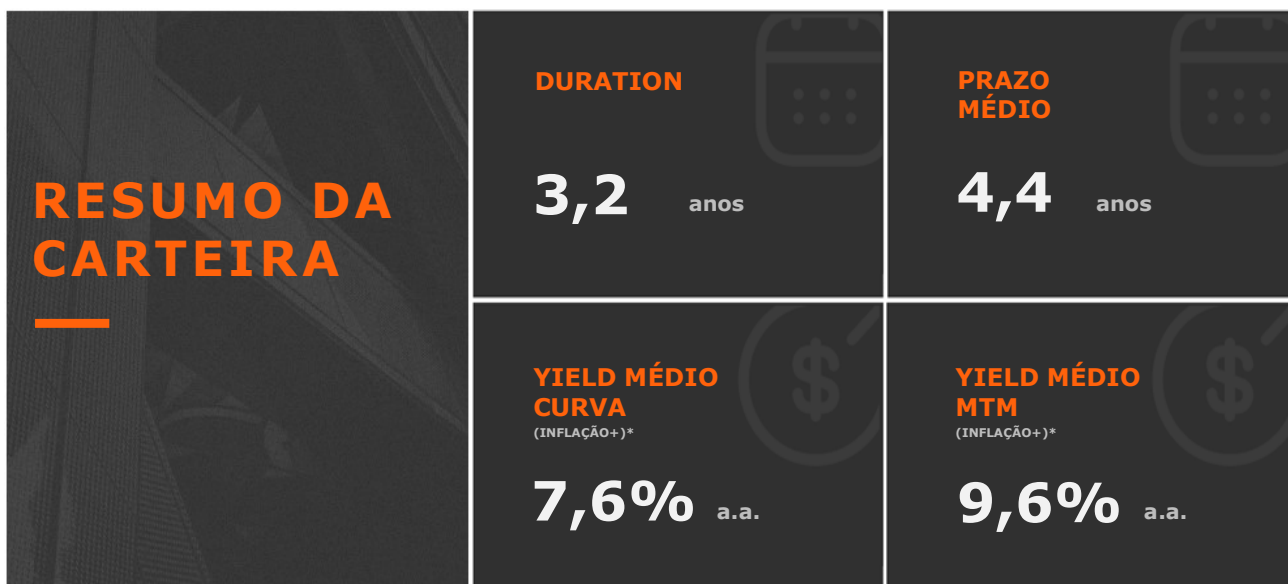 RESUMO DA
CARTEIRA
DURATION
3,2 anos
PRAZO
MÉDIO
4,4 anos
YIELD MÉDIO
CURVA
(INFLAÇÃO+)*
7,6% a.a.
YIELD MÉDIO
MTM
(INFLAÇÃO+)*
9,6% a.a.